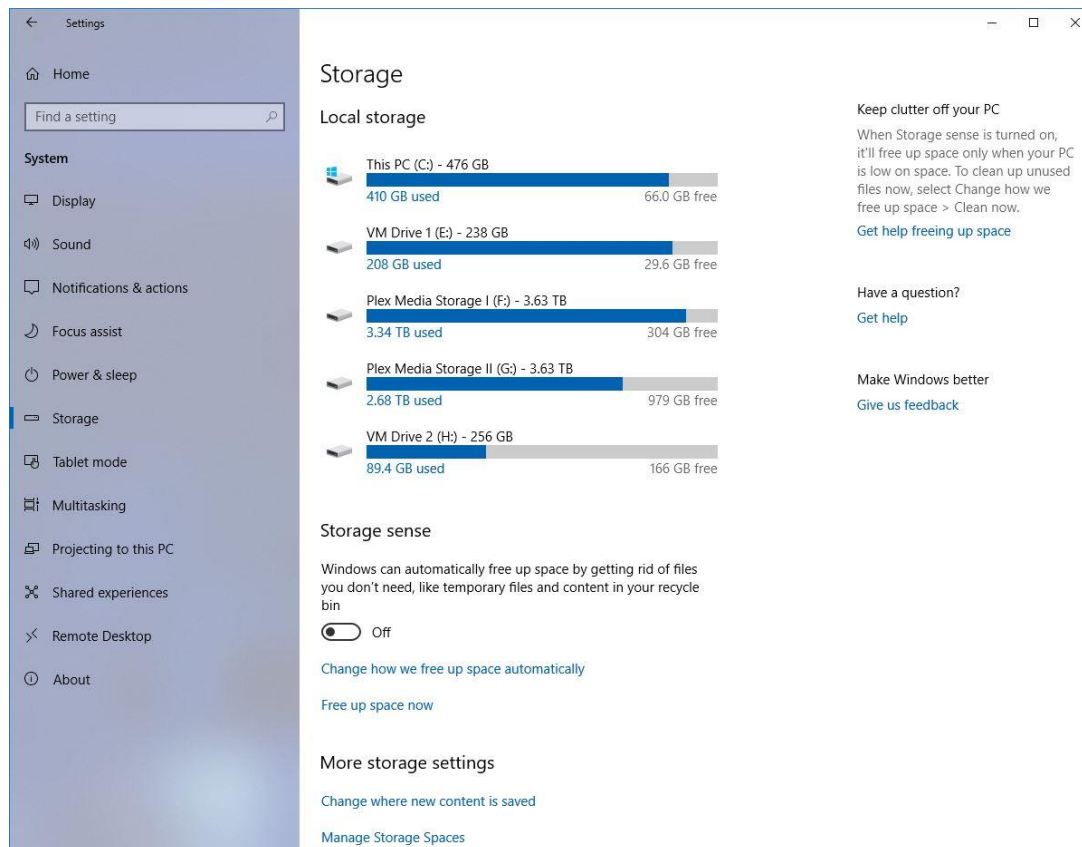 Settings
Home
Find a setting
System
Display
Sound
Notifications & actions
Focus assist
Power & sleep
Storage
Tablet mode
Multitasking
Projecting to this PC
Shared experiences
Remote Desktop
About
Storage
Local storage
This PC (C:) - 476 GB
410 GB used 66.0 GB free
VM Drive 1 (E:) - 238 GB
208 GB used 29.6 GB free
Plex Media Storage I (F:) - 3.63 TB
3.34 TB used 304 GB free
Plex Media Storage II (G:) - 3.63 TB
2.68 TB used 979 GB free
VM Drive 2 (H:) - 256 GB
89.4 GB used 166 GB free
Storage sense
Windows can automatically free up space by getting rid of files
you don't need, like temporary files and content in your recycle
bin
Off
Change how we free up space automatically
Free up space now
More storage settings
Change where new content is saved
Manage Storage Spaces
Keep clutter off your PC
When Storage sense is turned on,
it'll free up space only when your PC
is low on space. To clean up unused
files now, select Change how we
free up space > Clean now.
Get help freeing up space
Have a question?
Get help
Make Windows better
Give us feedback